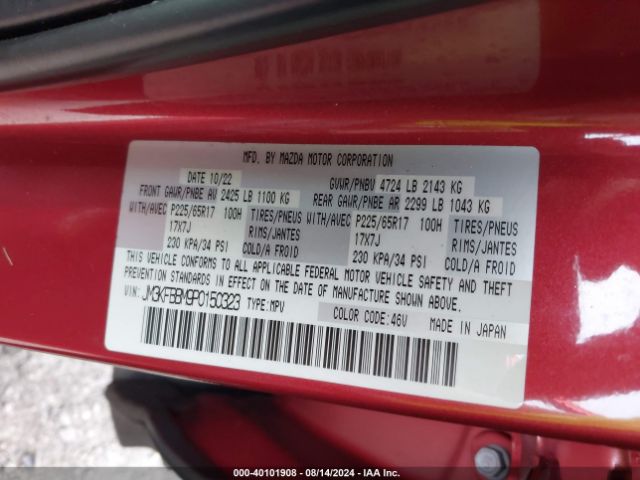 MFD. BY MAZDA MOTOR CORPORATION
DATE 10/22 GVWR/PNBV 4724 LB 2143 KG
FRONT GAWR/PNBE AV 2425 LB 1100 KG REAR GAWR/PNBE AR 2299 LB 1043 KG
WITH/AVEC P225/65R17 100H TIRES/PNEUS WITH/AVEC P225/65R17 100H TIRES/PNEUS
17X7J RIMS/JANTES 17X7J RIMS/JANTES
230 KPA/34 PSI COLD/A FROID 230 KPA/34 PSI COLD/A FROID
THIS VEHICLE CONFORMS TO ALL APPLICABLE FEDERAL MOTOR VEHICLE SAFETY AND THEFT
PREVENTION STANDARDS IN EFFECT ON THE DATE OF MANUFACTURE SHOWN ABOVE.
VIN: JM3KFBBM9P0150323 TYPE:MPV COLOR CODE:46V MADE IN JAPAN
000-40101908 - 08/14/2024 - IAA Inc.